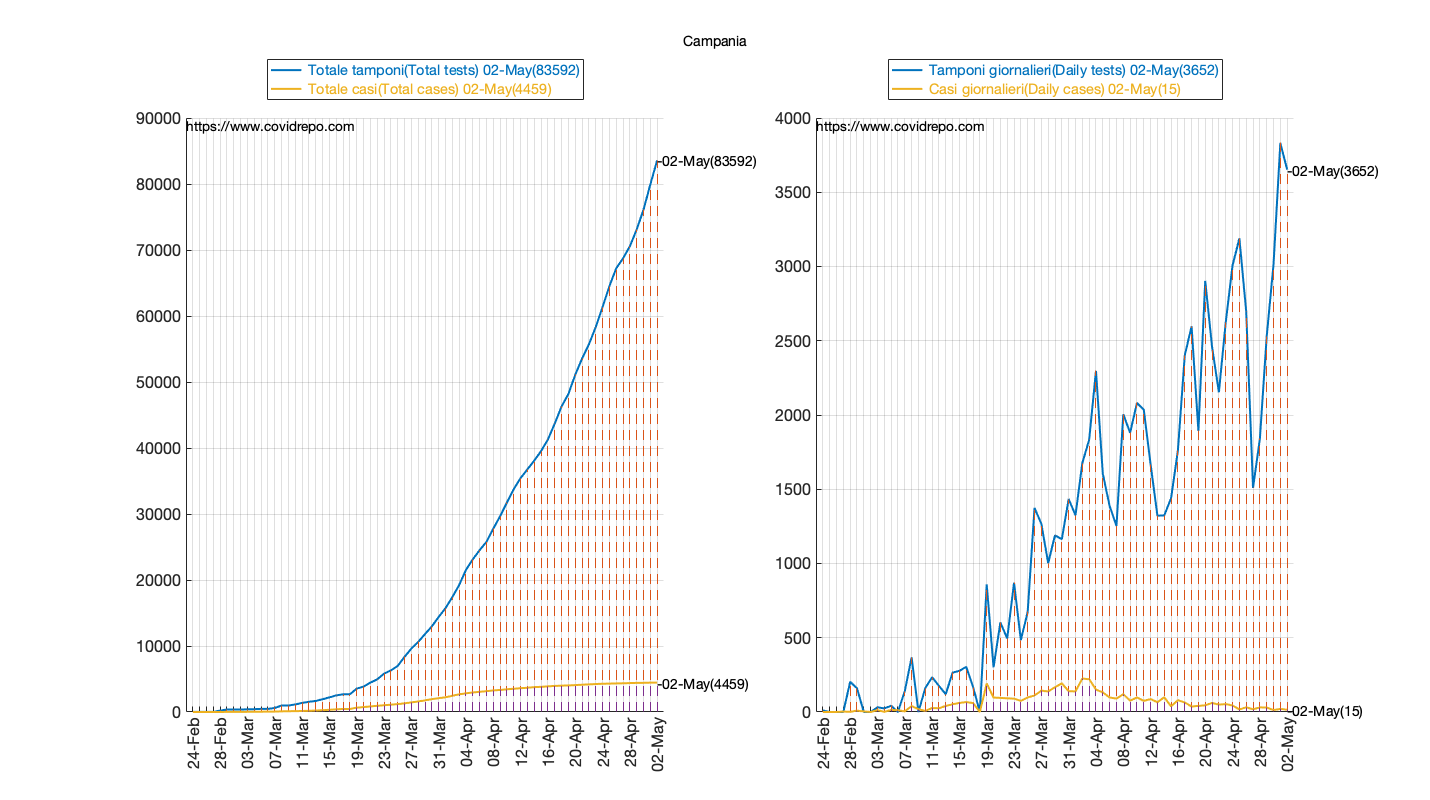 Campania
Totale tamponi(Total tests) 02-May(83592)
Totale casi(Total cases) 02-May(4459)
90000
https://www.covidrepo.com
02-May(83592)
80000
70000
60000
50000
40000
30000
20000
10000
02-May(4459)
0
24-Feb
28-Feb
03-Mar
07-Mar
11-Mar
15-Mar
19-Mar
23-Mar
27-Mar
31-Mar
04-Apr
08-Apr
12-Apr
16-Apr
20-Apr
24-Apr
28-Apr
02-May
Tamponi giornalieri(Daily tests) 02-May(3652)
Casi giornalieri(Daily cases) 02-May(15)
4000
https://www.covidrepo.com
02-May(3652)
3500
3000
2500
2000
1500
1000
500
0
02-May(15)
24-Feb
28-Feb
03-Mar
07-Mar
11-Mar
15-Mar
19-Mar
23-Mar
27-Mar
31-Mar
04-Apr
08-Apr
12-Apr
16-Apr
20-Apr
24-Apr
28-Apr
02-May